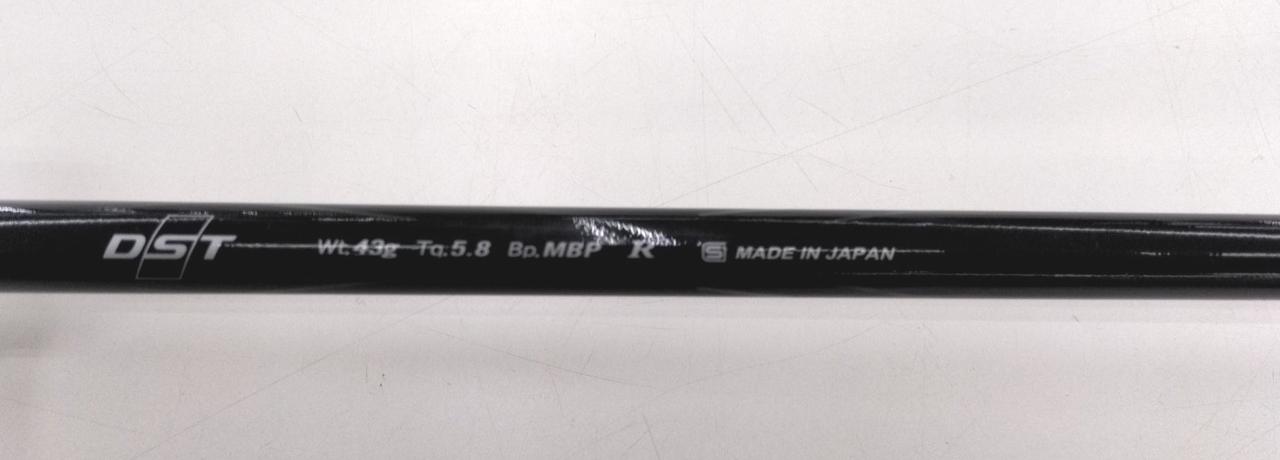 DST Wt.43g Tq.5.8 Bp.MBP R S MADE IN JAPAN